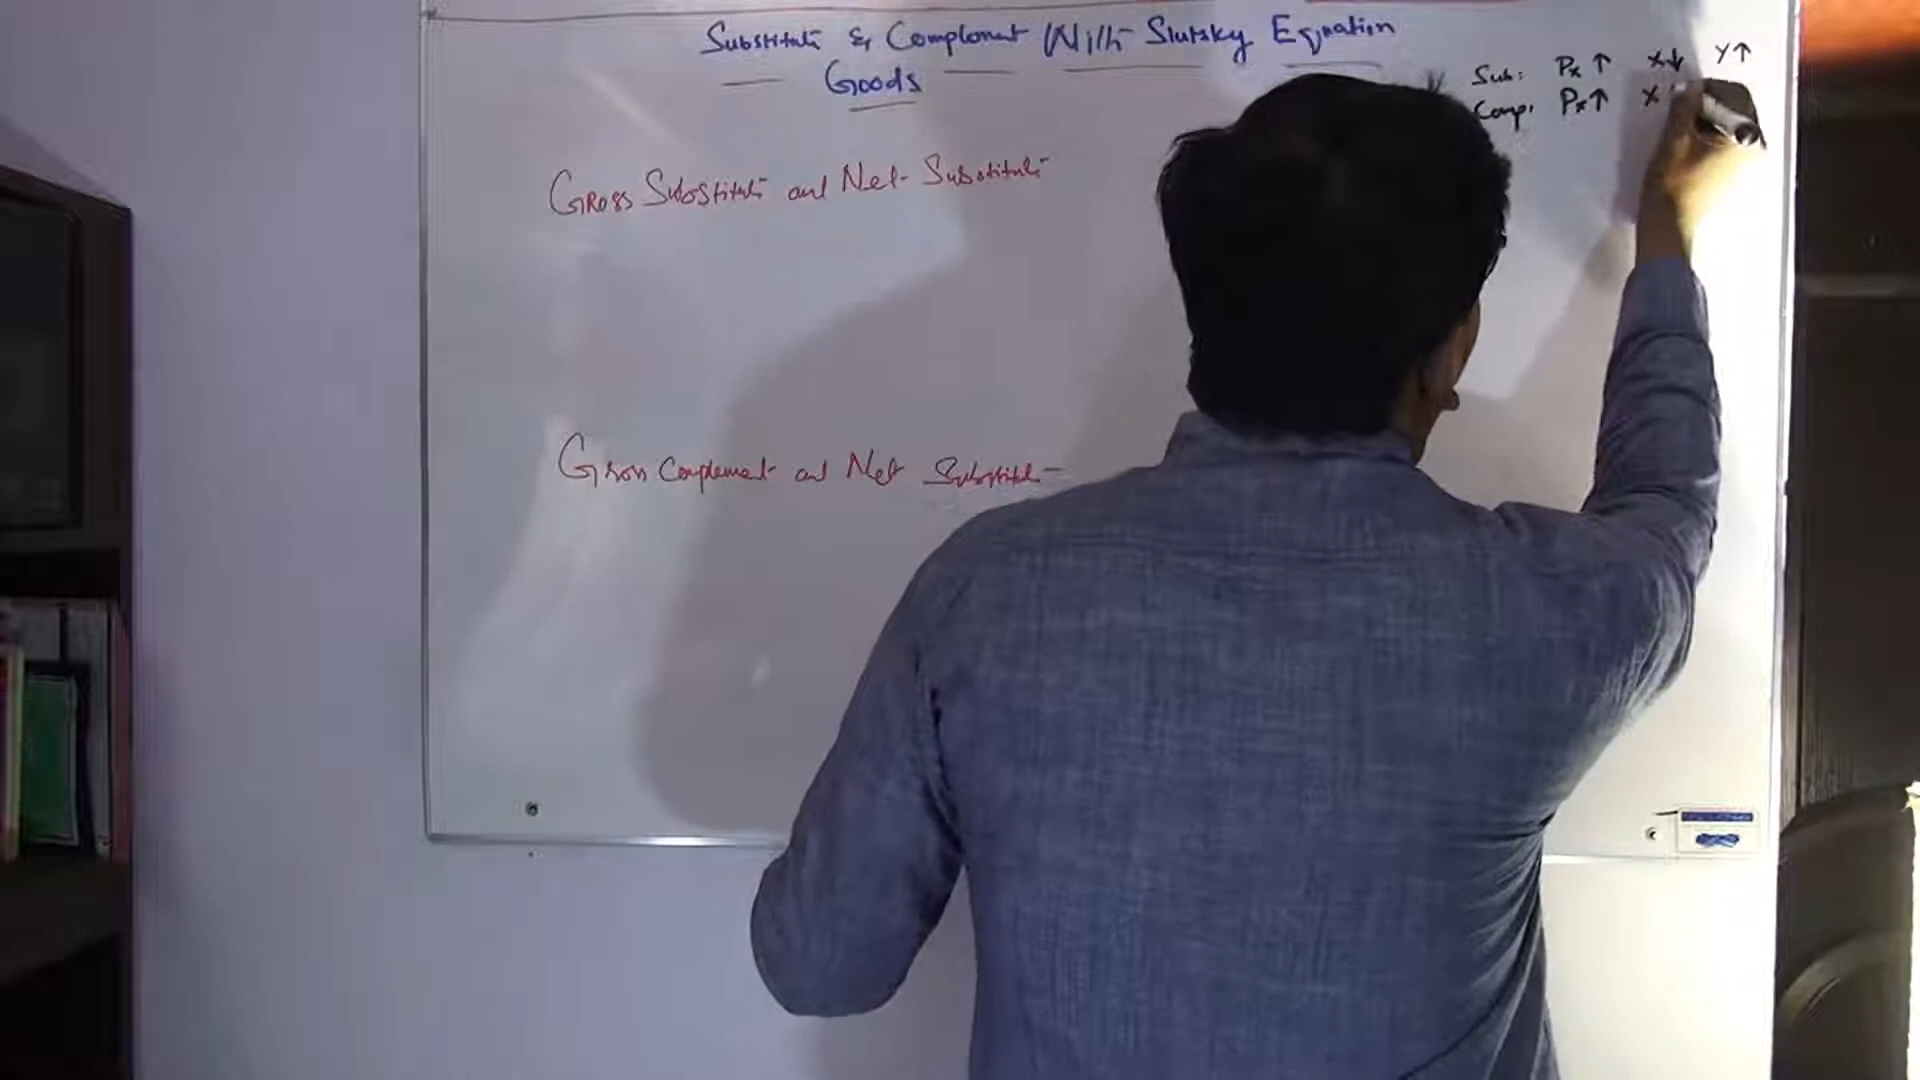 Substitute & Complement With Slutsky Equation
Goods
Sub: Px ↑ X↓ Y↑
Comp: Px↑ X
Gross Substitute and Net Substitute
Gross Complement and Net Substitute